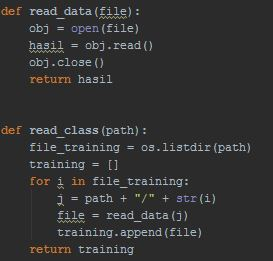 def read_data(file):
    obj = open(file)
    hasil = obj.read()
    obj.close()
    return hasil
def read_class(path):
    file_training = os.listdir(path)
    training = []
    for i in file_training:
        j = path + "/" + str(i)
        file = read_data(j)
        training.append(file)
    return training